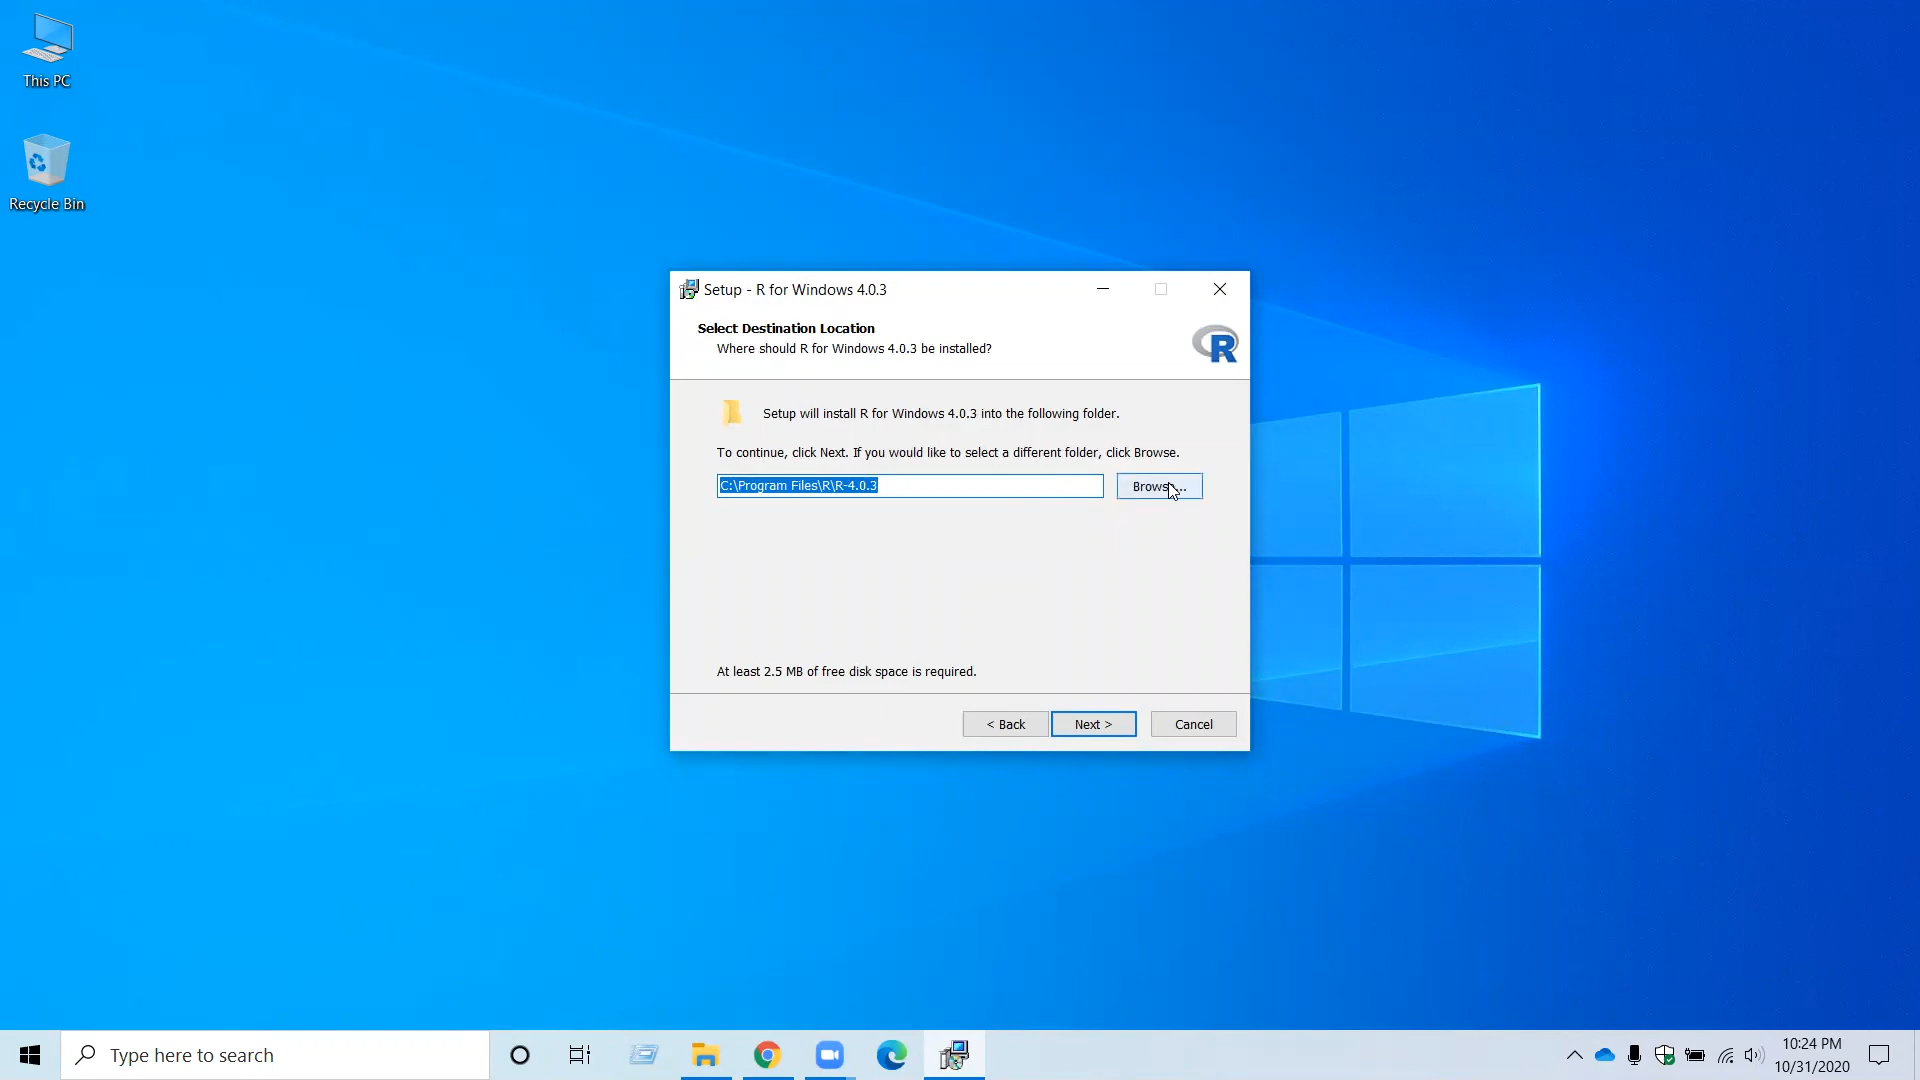 This PC
Recycle Bin
Setup - R for Windows 4.0.3
Select Destination Location
Where should R for Windows 4.0.3 be installed?
R
Setup will install R for Windows 4.0.3 into the following folder.
To continue, click Next. If you would like to select a different folder, click Browse.
C:\Program Files\R\R-4.0.3
Browse...
At least 2.5 MB of free disk space is required.
< Back
Next >
Cancel
Type here to search
10:24 PM
10/31/2020